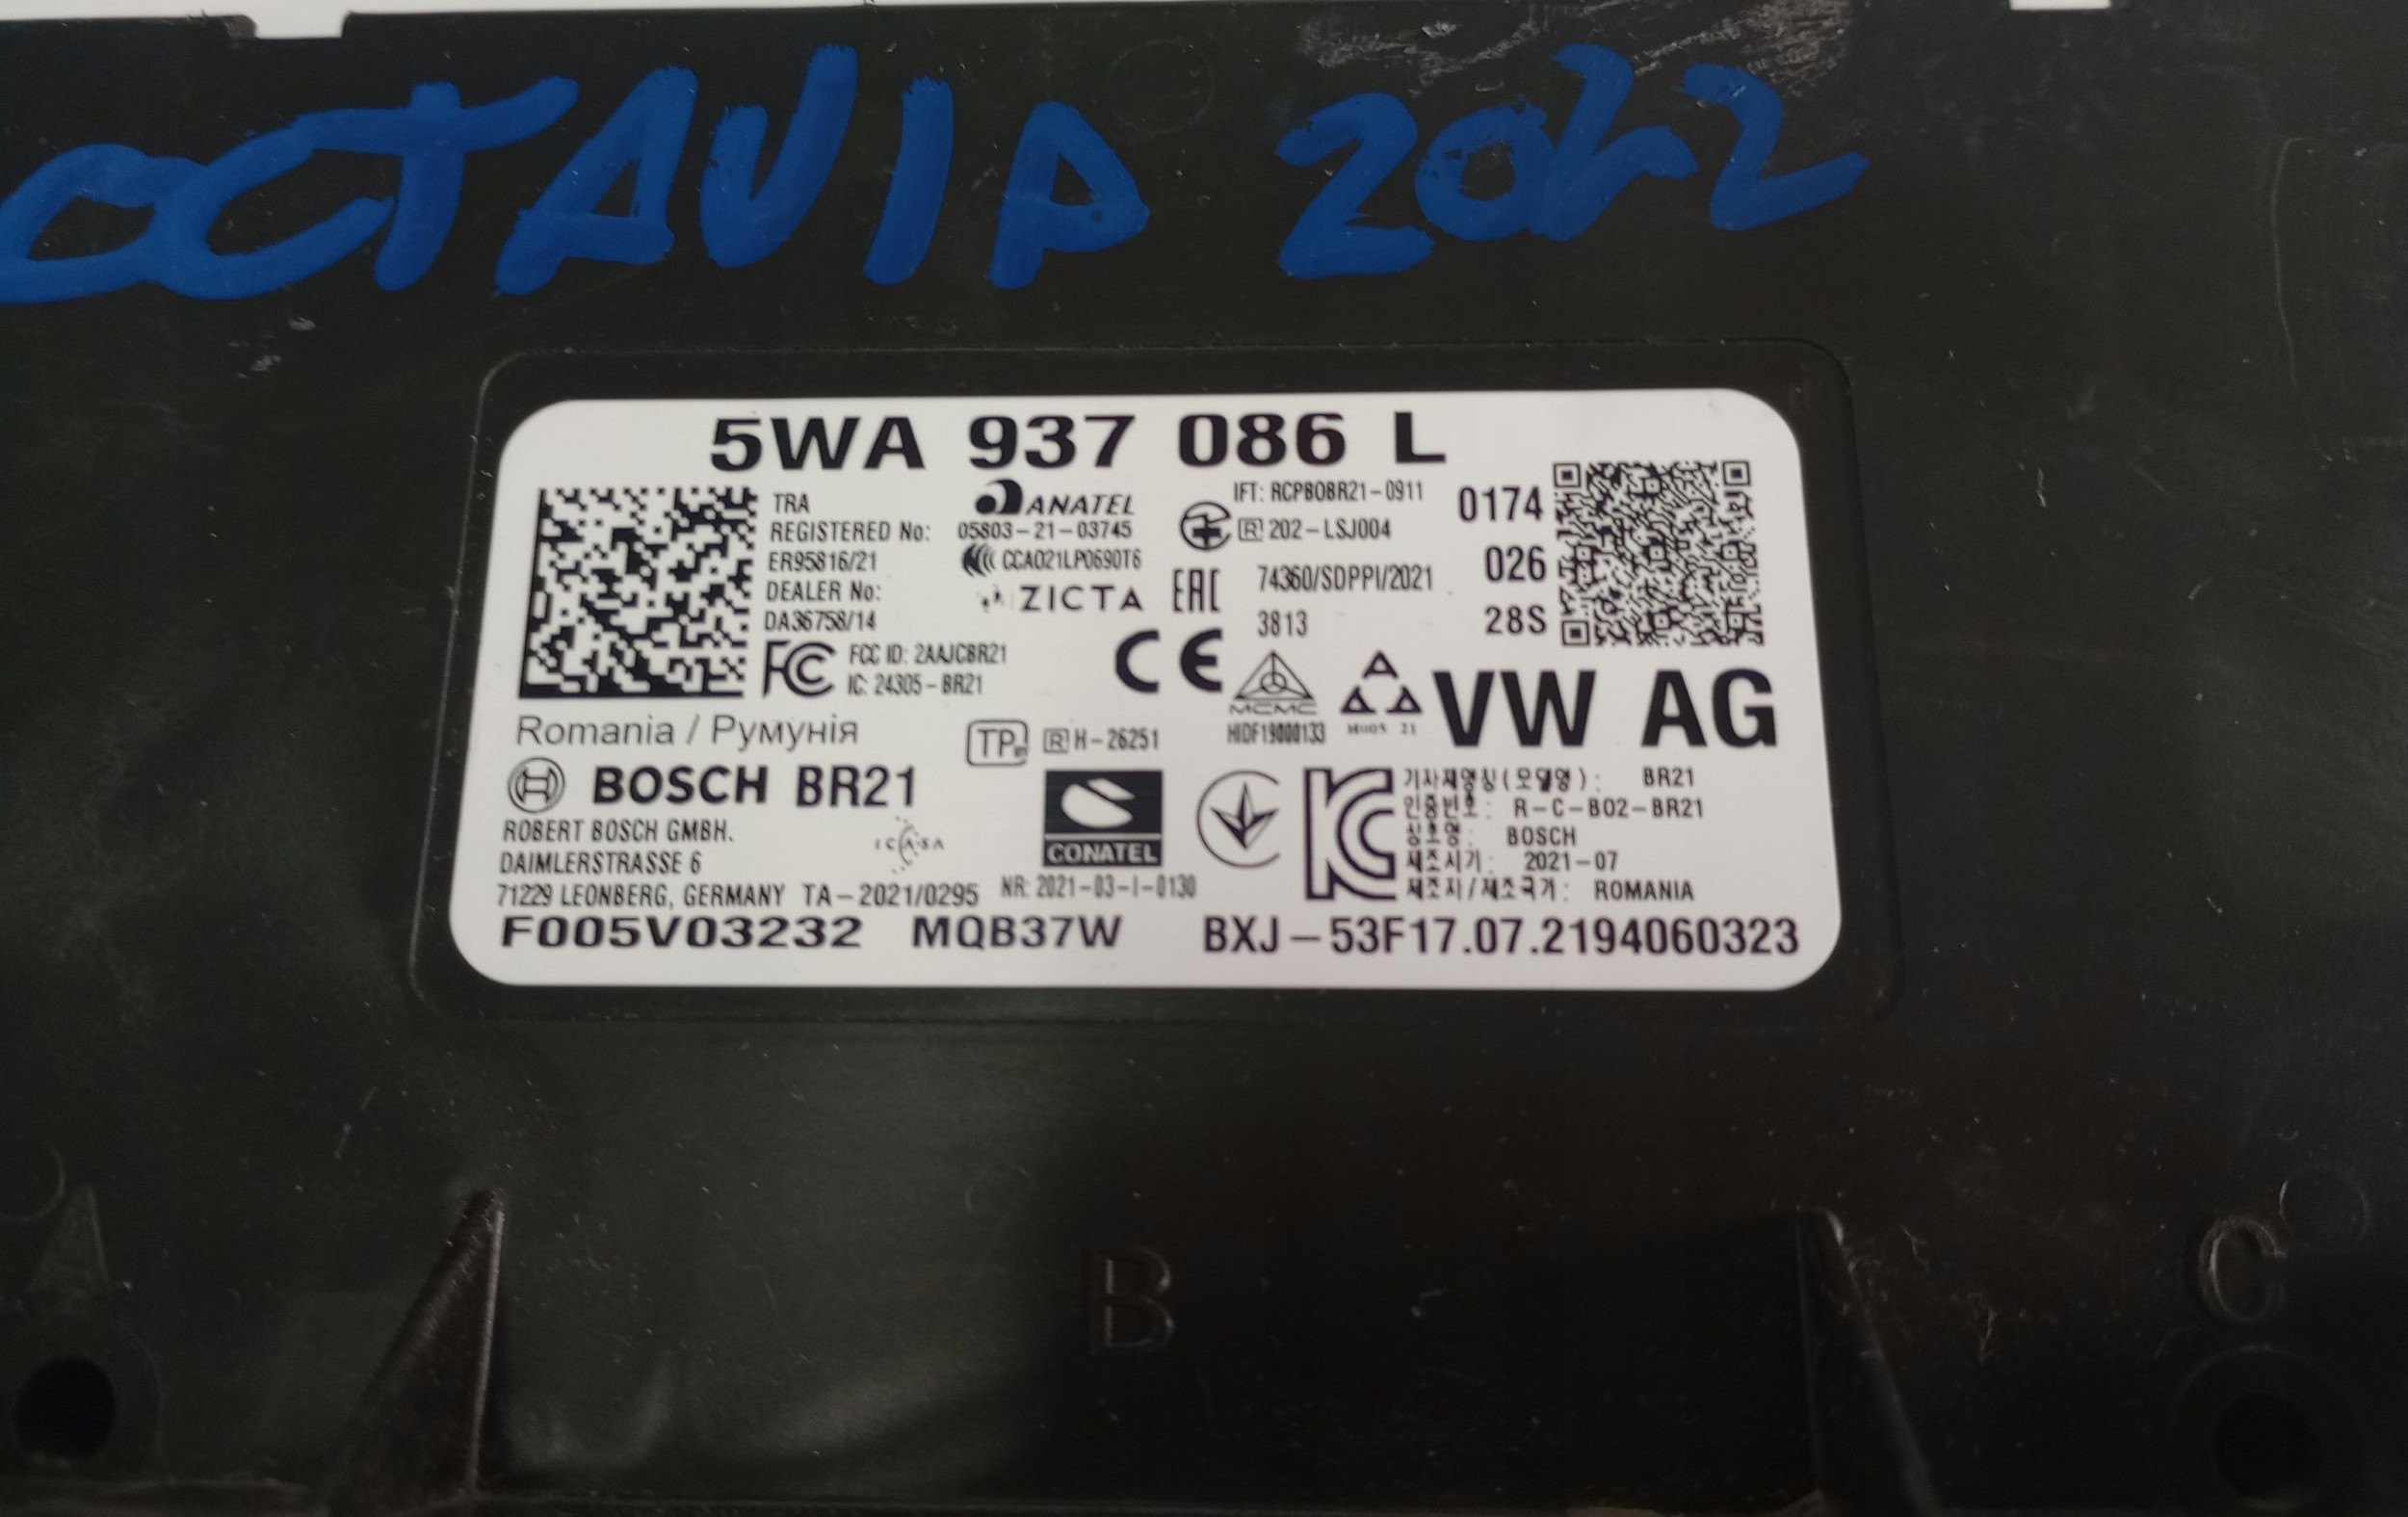 OCTAVIA 2022
5WA 937 086 L
TRA
REGISTERED No:
ER95816/21
DEALER No:
DA36758/14
FCC ID: 2AAJCBR21
IC: 24305-BR21
ANATEL
05803-21-03745
CCAO21LP0690T6
ZICTA
IFT: RCPBOBR21-0911
R 202-LSJ004
EAC
74360/SDPPI/2021
3813
CE
MCMC
HIDF19000133
0174
026
28S
VW AG
Romania / Румунія
TP
R H-26251
BOSCH BR21
ROBERT BOSCH GMBH.
DAIMLERSTRASSE 6
71229 LEONBERG, GERMANY
ICASA
TA-2021/0295
CONATEL
NR: 2021-03-I-0130
기자재명칭(모델명): BR21
인증번호: R-C-B02-BR21
상호명: BOSCH
제조시기: 2021-07
제조지/제조국가: ROMANIA
F005V03232 MQB37W BXJ-53F17.07.2194060323
B
C